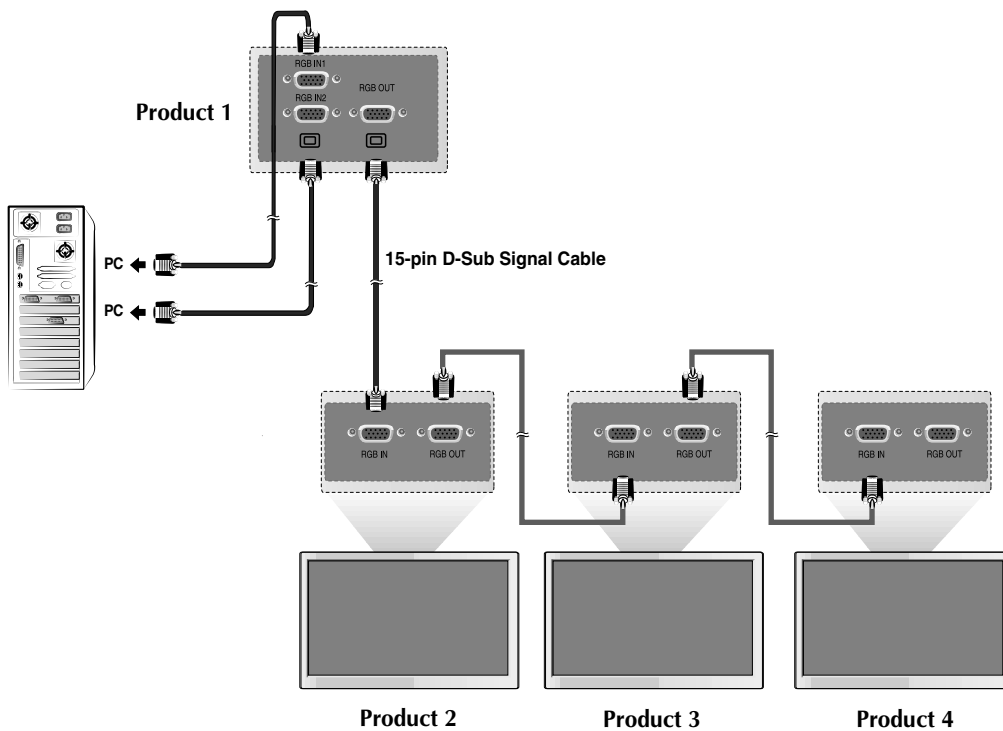 RGB IN1
RGB IN2
RGB OUT
Product 1
PC
PC
15-pin D-Sub Signal Cable
RGB IN
RGB OUT
RGB IN
RGB OUT
RGB IN
RGB OUT
Product 2
Product 3
Product 4